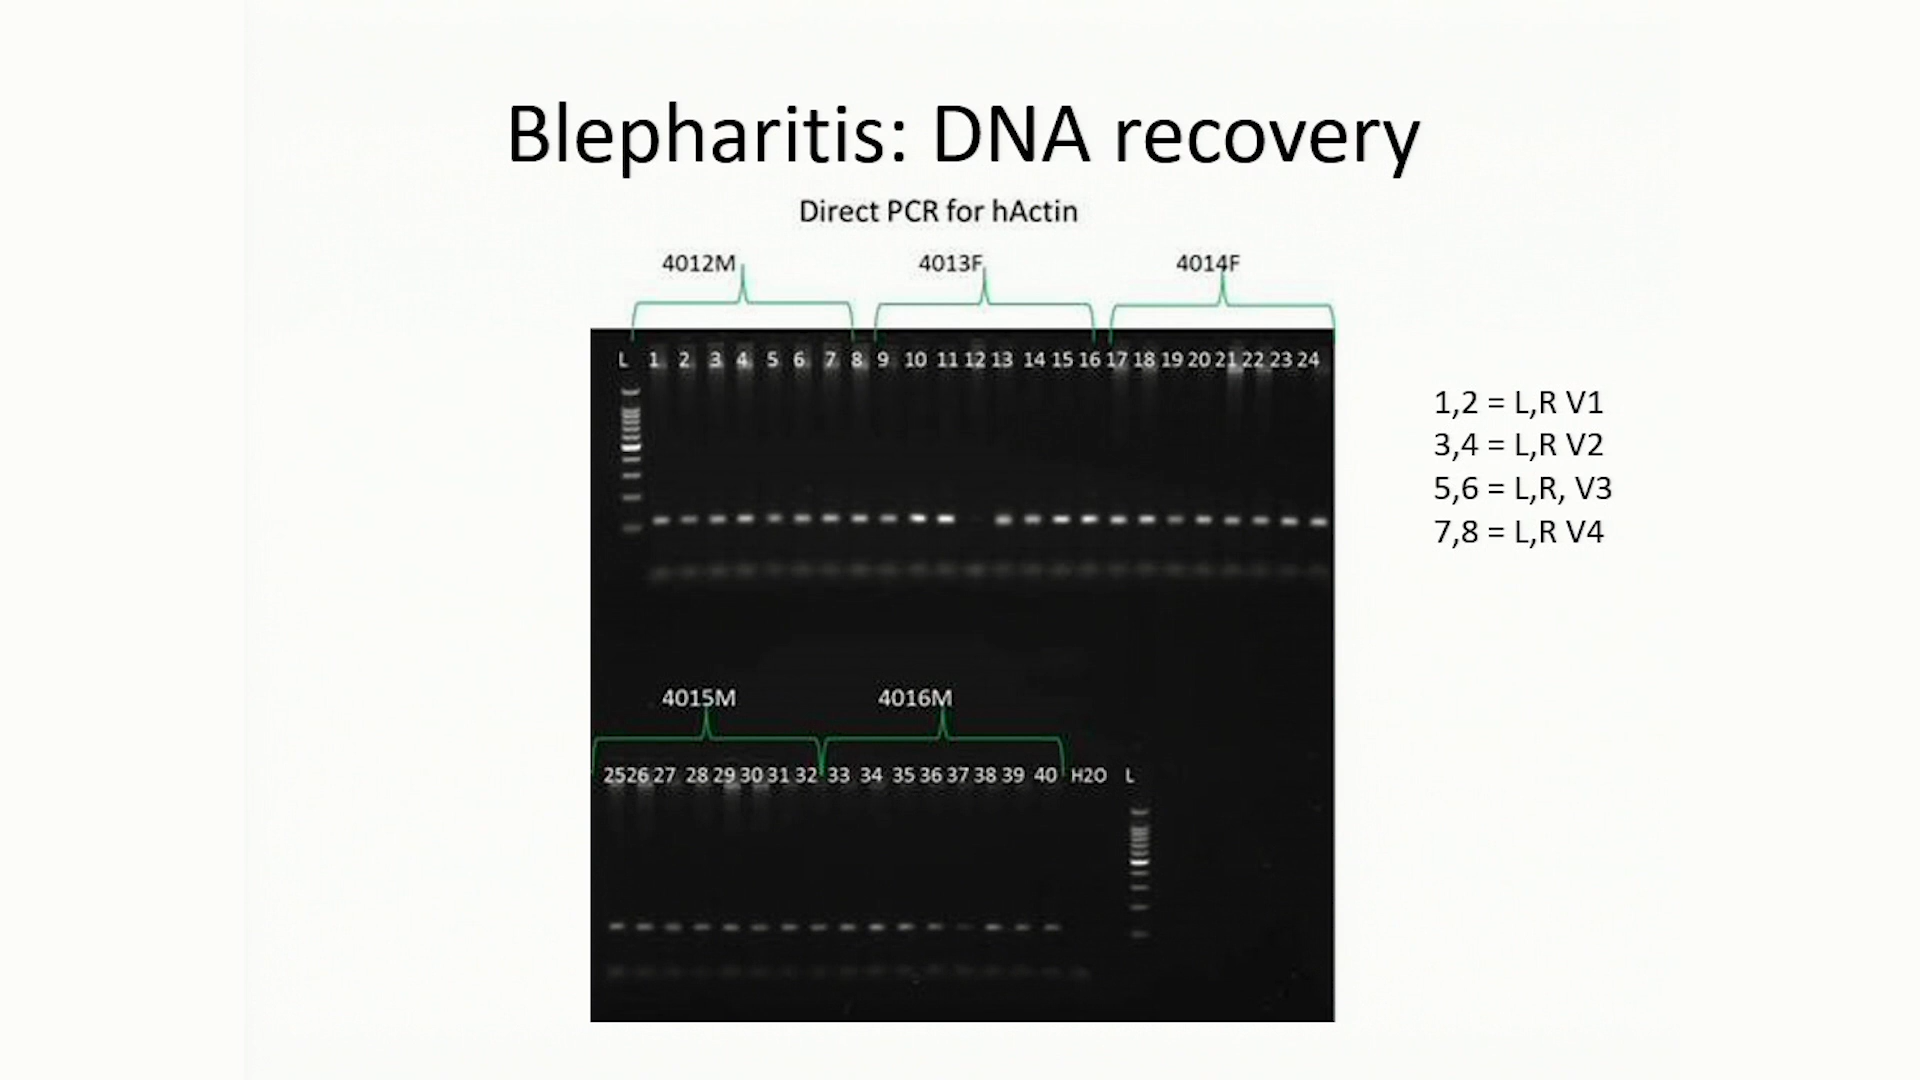 Blepharitis: DNA recovery
Direct PCR for hActin
4012M 4013F 4014F
L 1 2 3 4 5 6 7 8 9 10 11 12 13 14 15 16 17 18 19 20 21 22 23 24
1,2 = L,R V1
3,4 = L,R V2
5,6 = L,R, V3
7,8 = L,R V4
4015M 4016M
25 26 27 28 29 30 31 32 33 34 35 36 37 38 39 40 H2O L